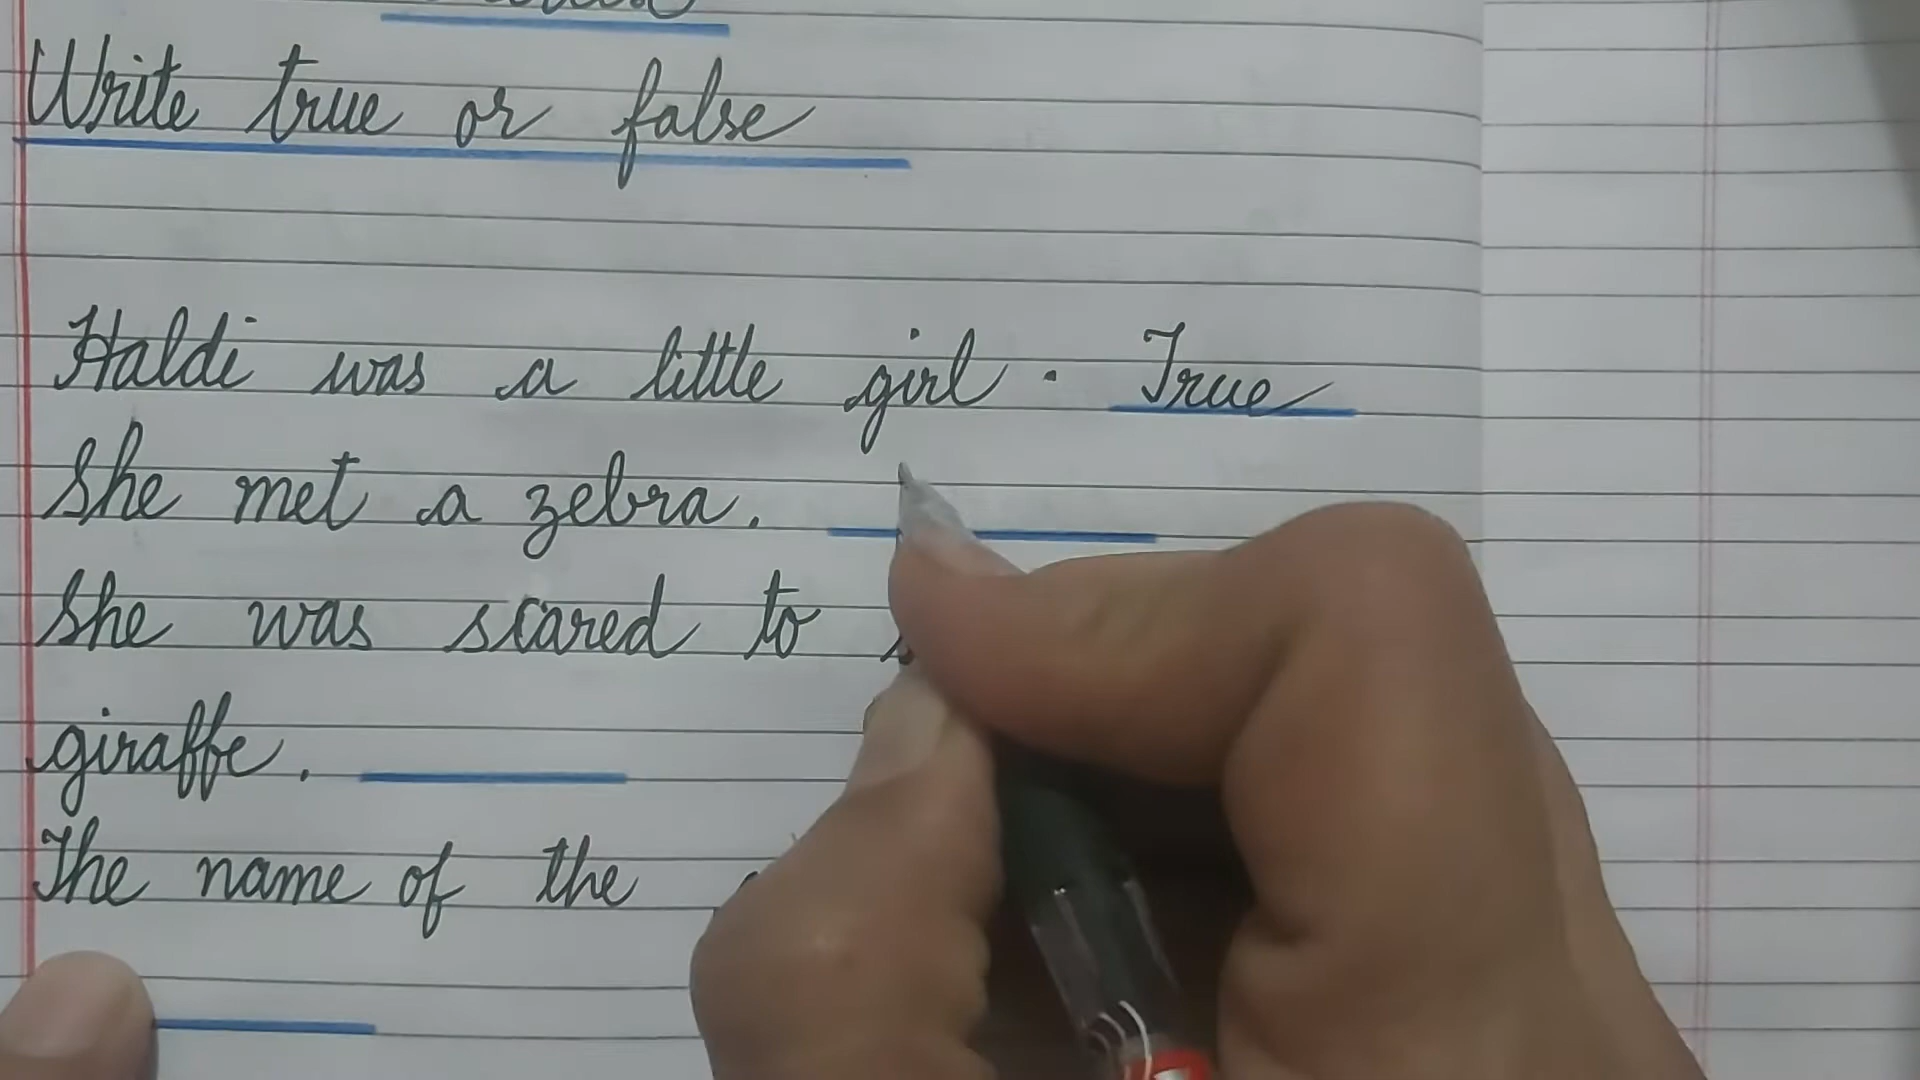 Write true or false
Haldi was a little girl. True
She met a zebra.
She was scared to
giraffe.
The name of the